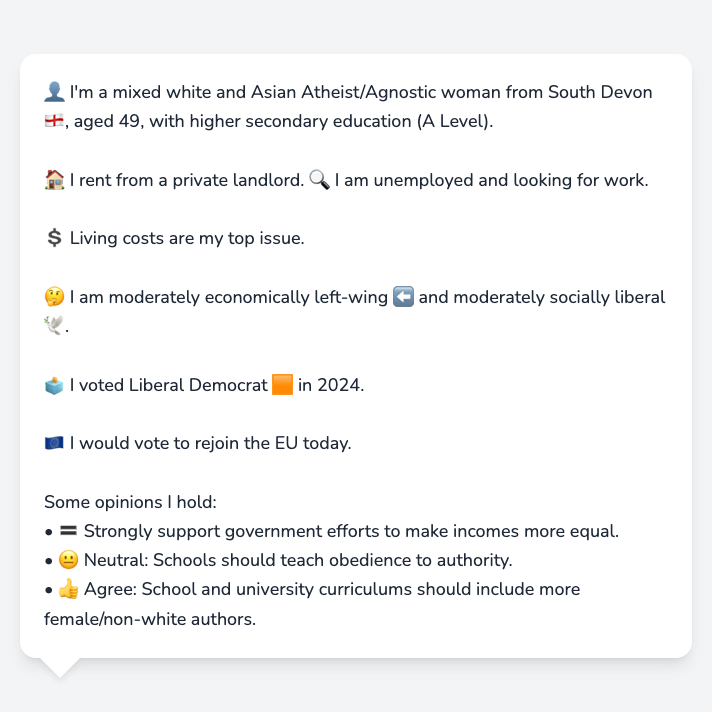 👤 I'm a mixed white and Asian Atheist/Agnostic woman from South Devon
🏴󠁧󠁢󠁥󠁮󠁧󠁿, aged 49, with higher secondary education (A Level).
🏠 I rent from a private landlord. 🔍 I am unemployed and looking for work.
💲 Living costs are my top issue.
🤔 I am moderately economically left-wing ⬅️ and moderately socially liberal
🕊️.
🗳️ I voted Liberal Democrat 🟧 in 2024.
🇪🇺 I would vote to rejoin the EU today.
Some opinions I hold:
• 🟰 Strongly support government efforts to make incomes more equal.
• 😐 Neutral: Schools should teach obedience to authority.
• 👍 Agree: School and university curriculums should include more
female/non-white authors.